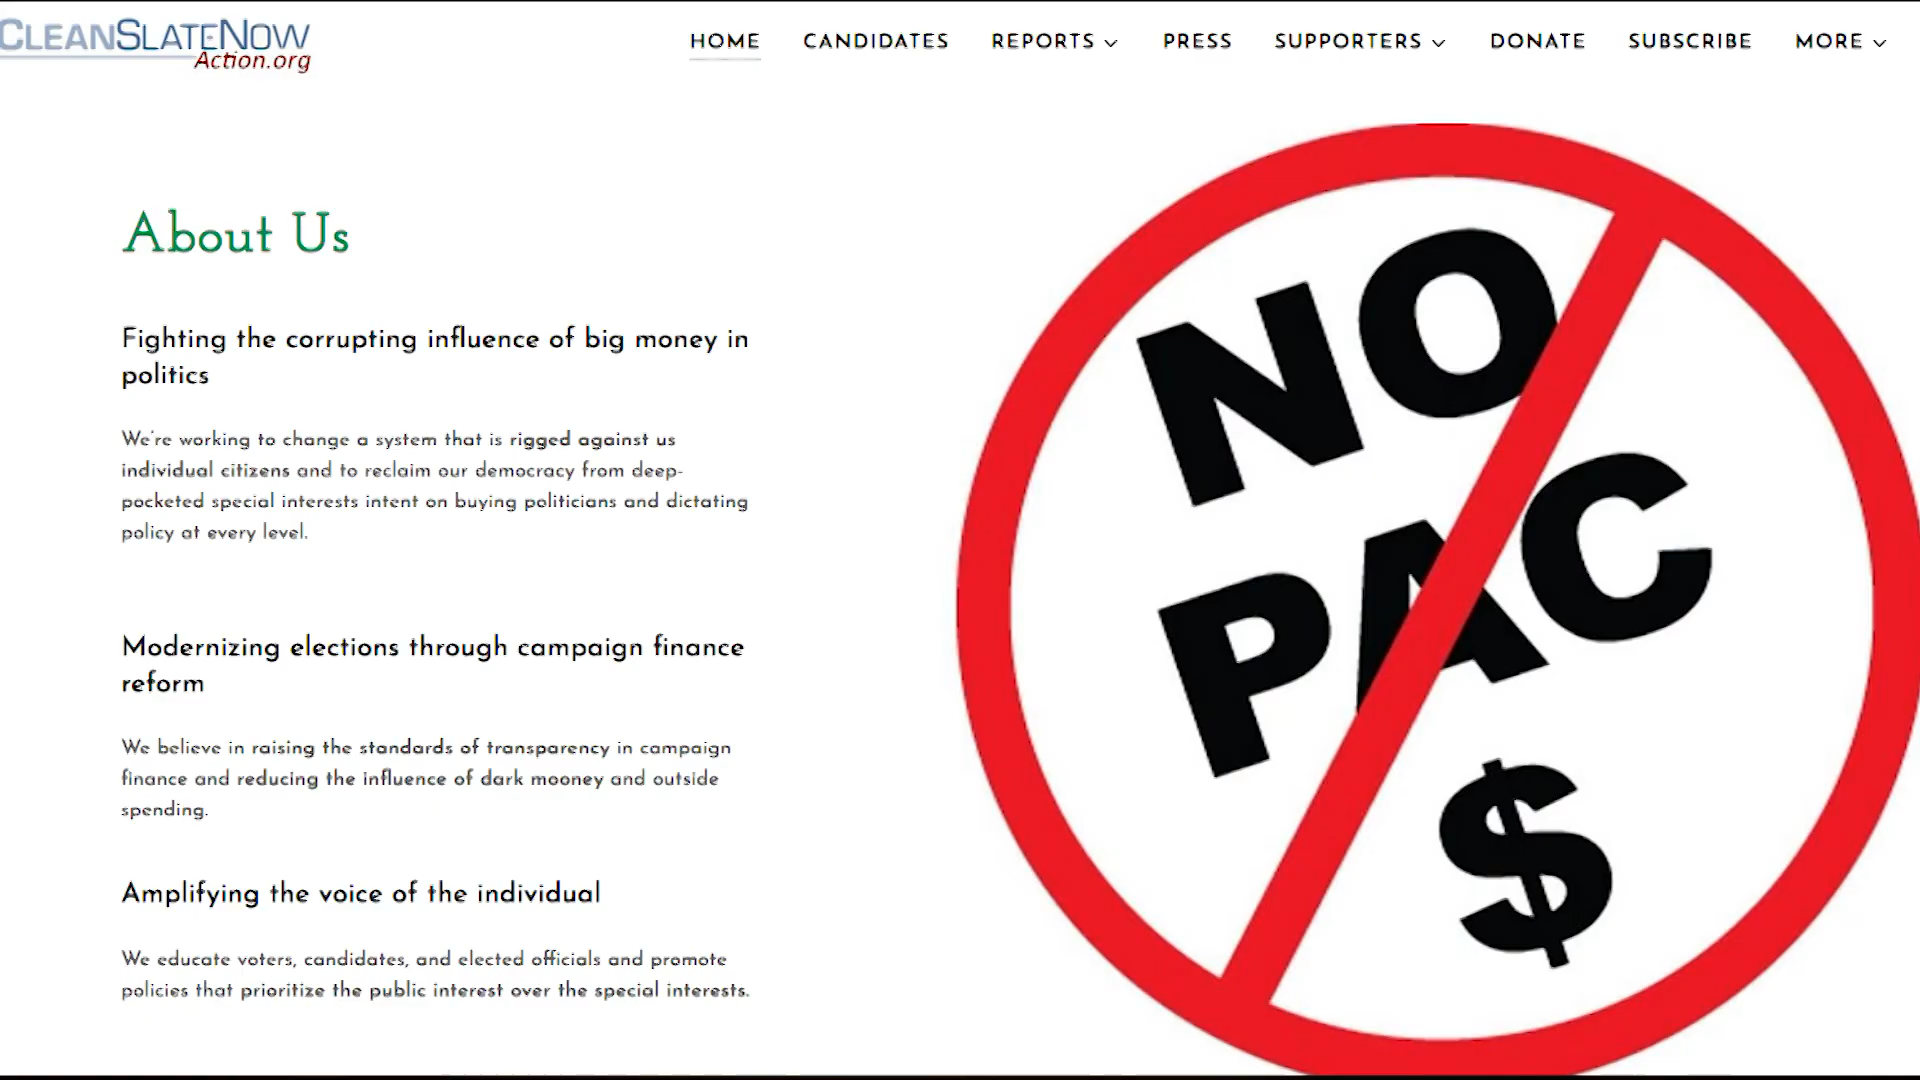 CLEANSLATENOW
Action.org
HOME CANDIDATES REPORTS PRESS SUPPORTERS DONATE SUBSCRIBE MORE
About Us
Fighting the corrupting influence of big money in
politics
We're working to change a system that is rigged against us
individual citizens and to reclaim our democracy from deep-
pocketed special interests intent on buying politicians and dictating
policy at every level.
Modernizing elections through campaign finance
reform
We believe in raising the standards of transparency in campaign
finance and reducing the influence of dark mooney and outside
spending.
Amplifying the voice of the individual
We educate voters, candidates, and elected officials and promote
policies that prioritize the public interest over the special interests.
NO
PAC
$